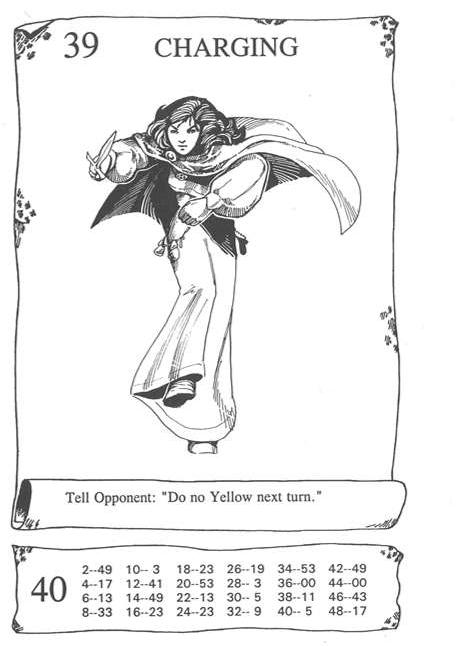 39 CHARGING
Tell Opponent: "Do no Yellow next turn."
40
2--49 10-- 3 18--23 26--19 34--53 42--49
4--17 12--41 20--53 28-- 3 36--00 44--00
6--13 14--49 22--13 30-- 5 38--11 46--43
8--33 16--23 24--23 32-- 9 40-- 5 48--17